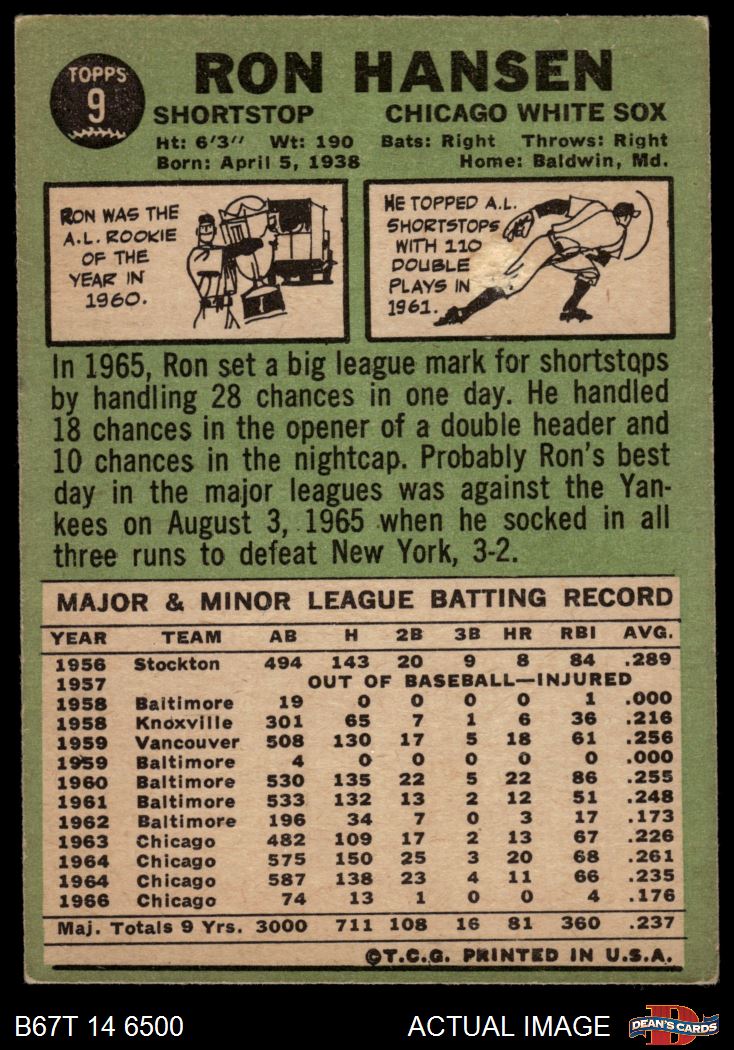 TOPPS
9
RON HANSEN
SHORTSTOP CHICAGO WHITE SOX
Ht: 6'3" Wt: 190 Bats: Right Throws: Right
Born: April 5, 1938 Home: Baldwin, Md.
RON WAS THE
A.L. ROOKIE
OF THE
YEAR IN
1960.
1
HE TOPPED A.L.
SHORTSTOPS
WITH 110
DOUBLE
PLAYS IN
1961.
In 1965, Ron set a big league mark for shortstops
by handling 28 chances in one day. He handled
18 chances in the opener of a double header and
10 chances in the nightcap. Probably Ron's best
day in the major leagues was against the Yan-
kees on August 3, 1965 when he socked in all
three runs to defeat New York, 3-2.
MAJOR & MINOR LEAGUE BATTING RECORD
YEAR TEAM AB H 2B 3B HR RBI AVG.
1956 Stockton 494 143 20 9 8 84 .289
1957 OUT OF BASEBALL—INJURED
1958 Baltimore 19 0 0 0 0 1 .000
1958 Knoxville 301 65 7 1 6 36 .216
1959 Vancouver 508 130 17 5 18 61 .256
1959 Baltimore 4 0 0 0 0 0 .000
1960 Baltimore 530 135 22 5 22 86 .255
1961 Baltimore 533 132 13 2 12 51 .248
1962 Baltimore 196 34 7 0 3 17 .173
1963 Chicago 482 109 17 2 13 67 .226
1964 Chicago 575 150 25 3 20 68 .261
1964 Chicago 587 138 23 4 11 66 .235
1966 Chicago 74 13 1 0 0 4 .176
Maj. Totals 9 Yrs. 3000 711 108 16 81 360 .237
©T.C.G. PRINTED IN U.S.A.
B67T 14 6500 ACTUAL IMAGE D DEAN'S CARDS